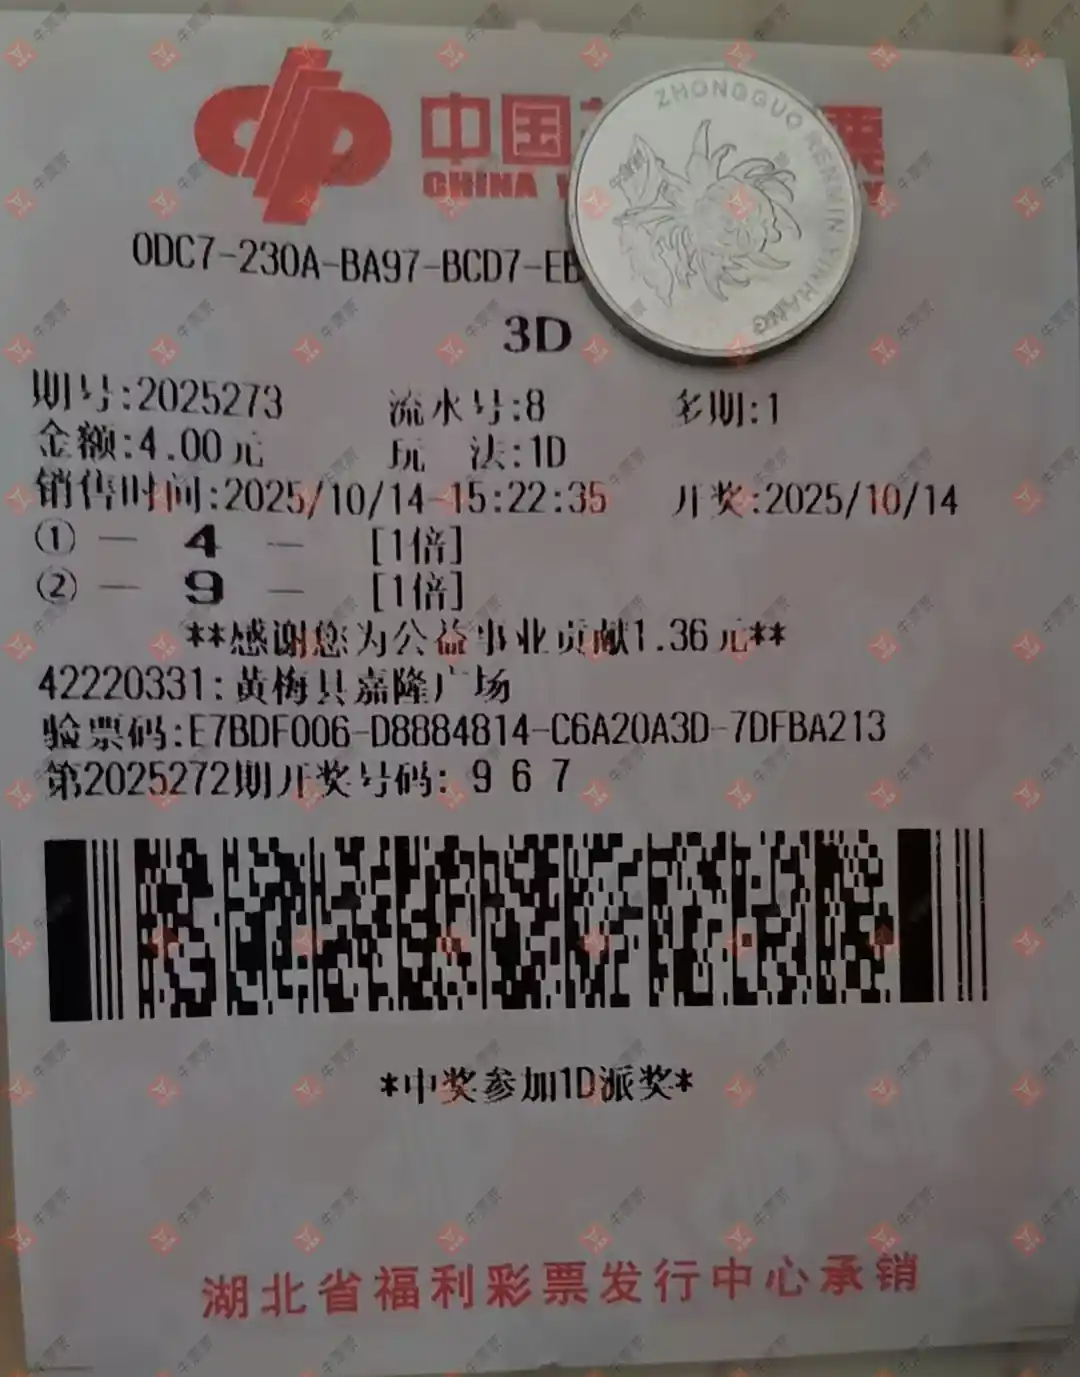 中国
CHINA
ZHONGGUO RENMIN YINHANG
0DC7-230A-BA97-BCD7-EB
3D
期号:2025273 流水号:8 多期:1
金额:4.00元 玩 法:1D
销售时间:2025/10/14-15:22:35 开奖:2025/10/14
① — 4 — [1倍]
② — 9 — [1倍]
**感谢您为公益事业贡献1.36元**
42220331:黄梅县嘉隆广场
验票码:E7BDF006-D8884814-C6A20A3D-7DFBA213
第2025272期开奖号码: 9 6 7
*中奖参加1D派奖*
湖北省福利彩票发行中心承销
牛票票